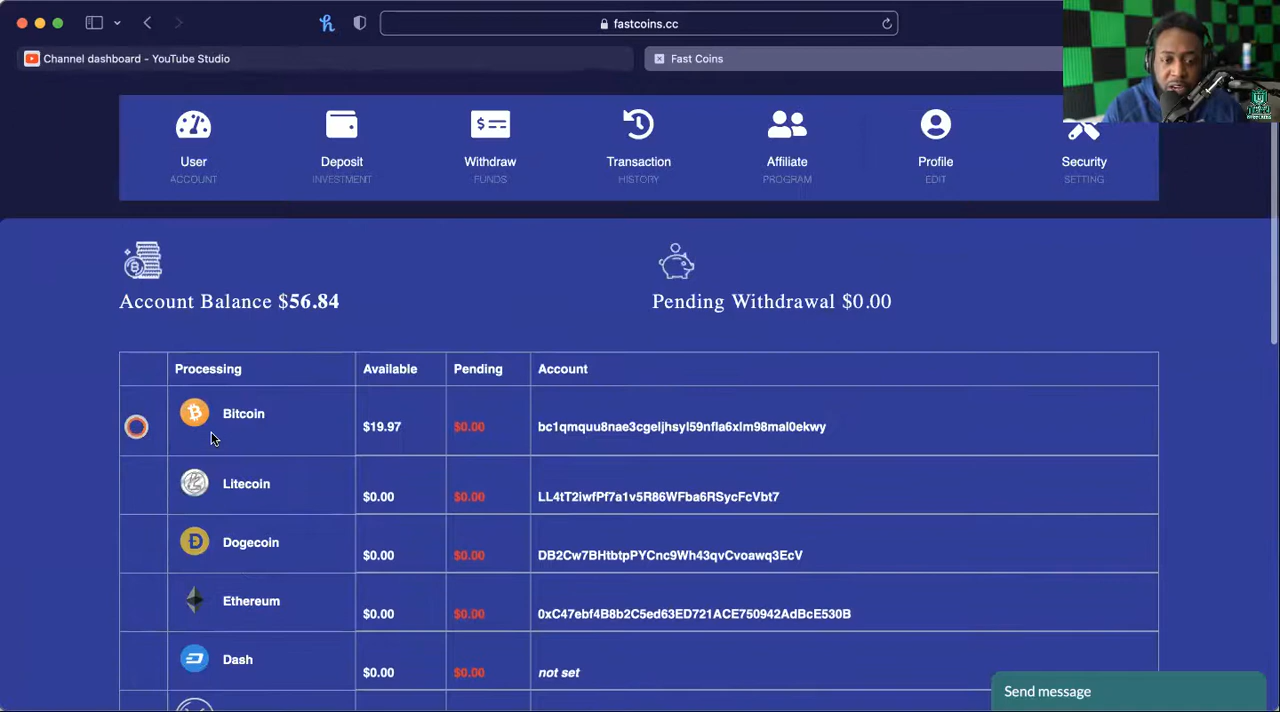 fastcoins.cc
Channel dashboard - YouTube Studio
Fast Coins
User
ACCOUNT
Deposit
INVESTMENT
Withdraw
FUNDS
Transaction
HISTORY
Affiliate
PROGRAM
Profile
EDIT
Security
SETTING
Account Balance $56.84
Pending Withdrawal $0.00
Processing Available Pending Account
Bitcoin $19.97 $0.00 bc1qmquu8nae3cgeljhsyl59nfla6xlm98mal0ekwy
Litecoin $0.00 $0.00 LL4tT2iwfPf7a1v5R86WFba6RSycFcVbt7
Dogecoin $0.00 $0.00 DB2Cw7BHtbtpPYCnc9Wh43qvCvoawq3EcV
Ethereum $0.00 $0.00 0xC47ebf4B8b2C5ed63ED721ACE750942AdBcE530B
Dash $0.00 $0.00 not set
Send message